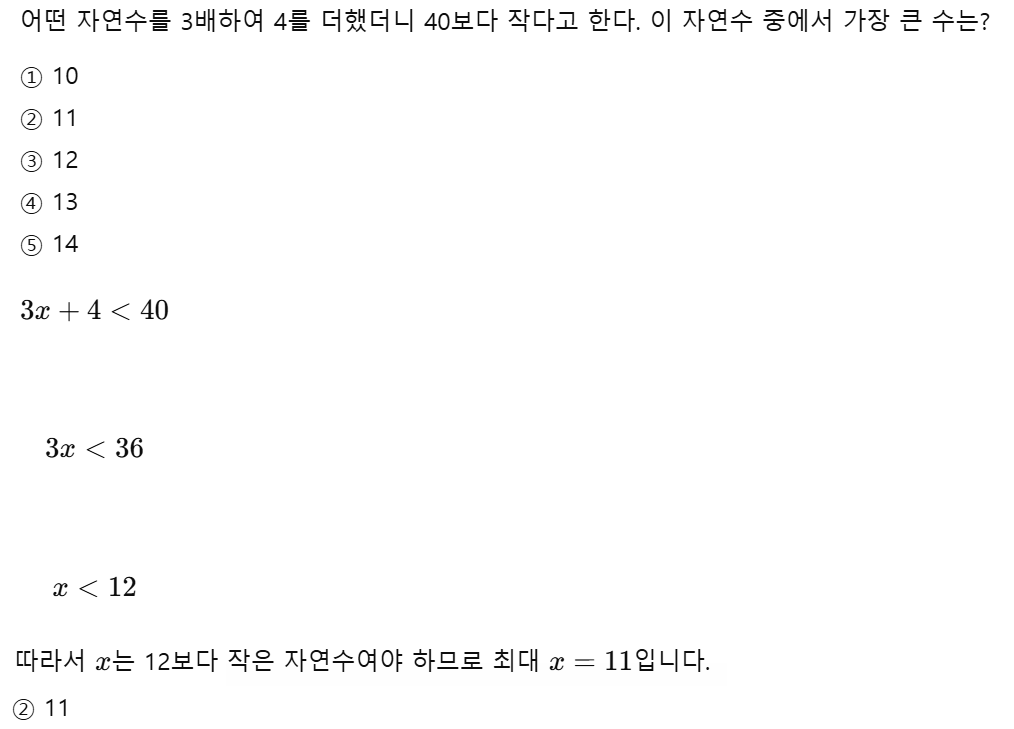 어떤 자연수를 3배하여 4를 더했더니 40보다 작다고 한다. 이 자연수 중에서 가장 큰 수는?
① 10
② 11
③ 12
④ 13
⑤ 14
3x + 4 < 40
3x < 36
x < 12
따라서 x는 12보다 작은 자연수여야 하므로 최대 x = 11입니다.
② 11